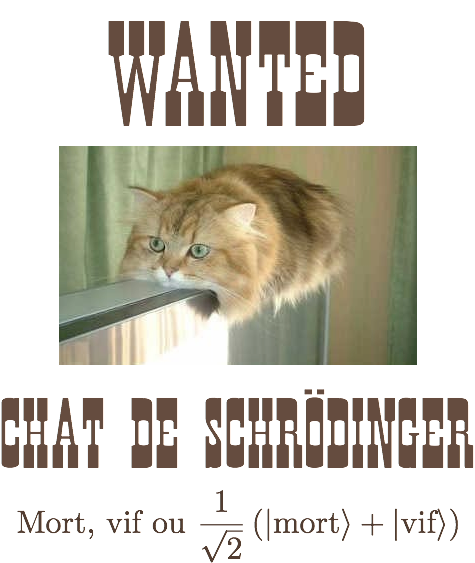 WANTED
CHAT DE SCHRÖDINGER
Mort, vif ou 1/√2 (|mort⟩ + |vif⟩)